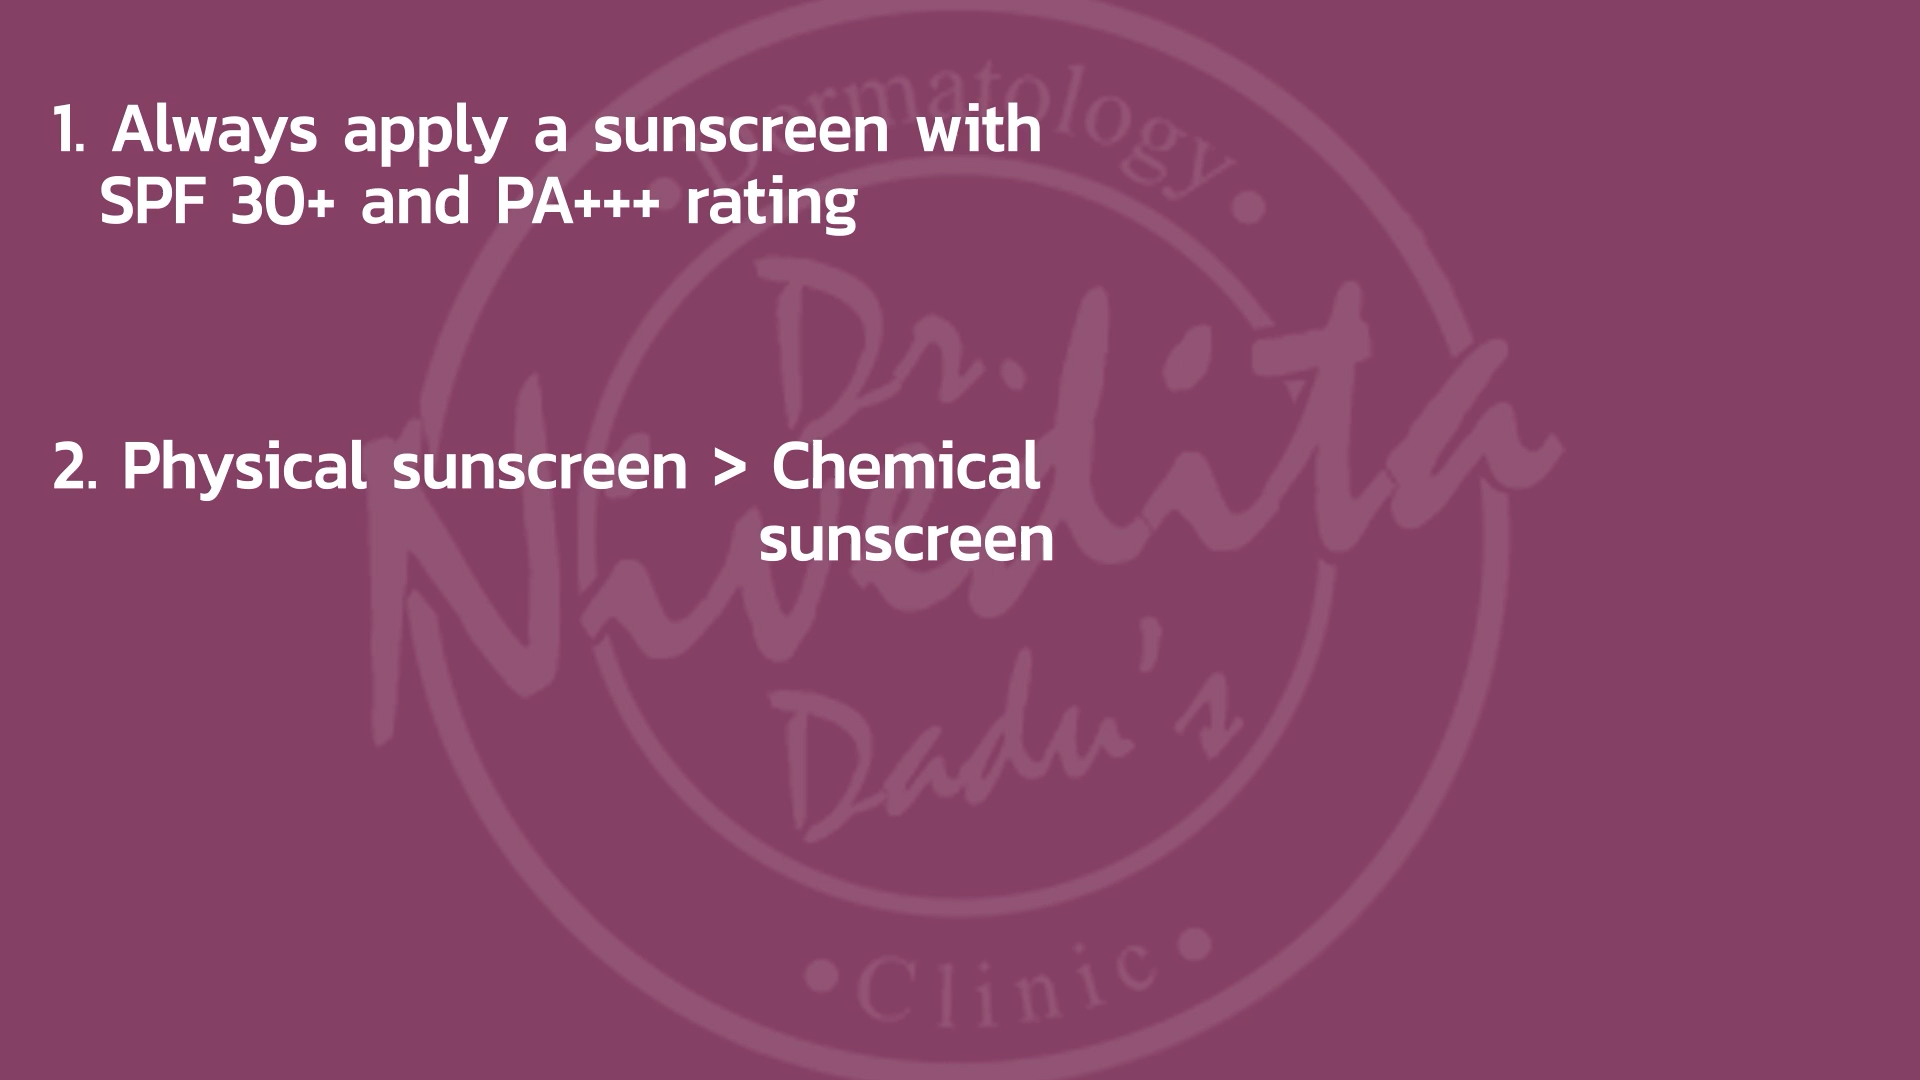 Dermatology
1. Always apply a sunscreen with
SPF 30+ and PA+++ rating
Dr.
Nivedita
2. Physical sunscreen > Chemical
sunscreen
Dadu's
Clinic